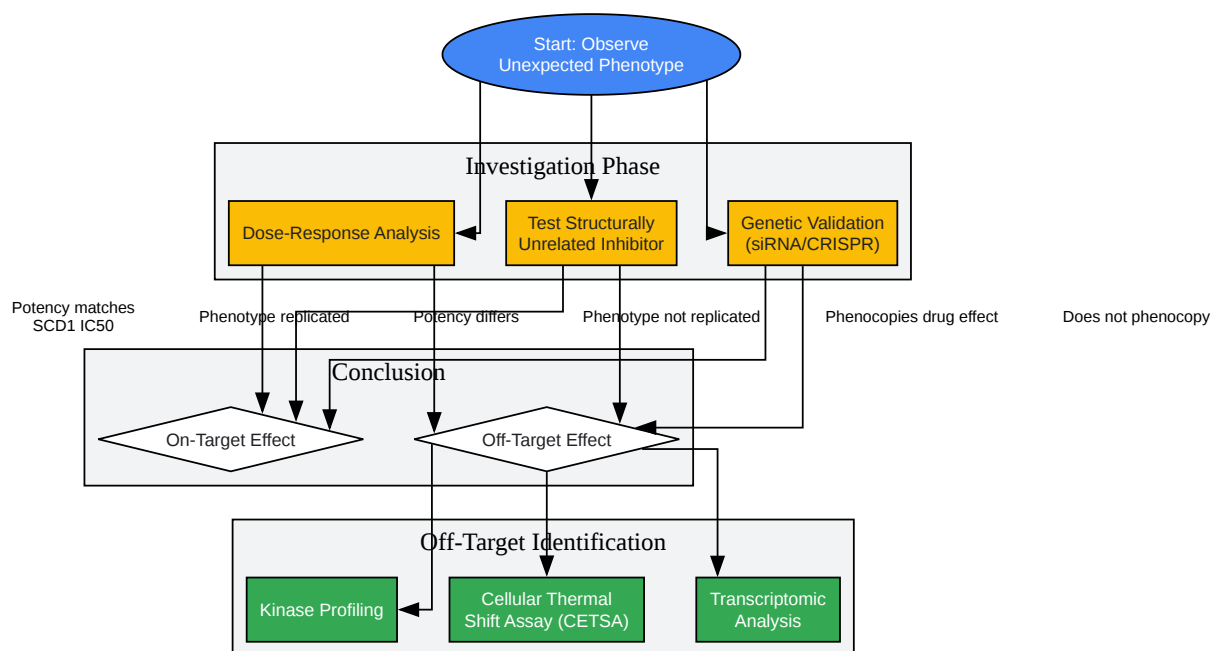 Start: Observe
Unexpected Phenotype
Investigation Phase
Dose-Response Analysis
Test Structurally
Unrelated Inhibitor
Genetic Validation
(siRNA/CRISPR)
Potency matches
SCD1 IC50
Phenotype replicated
Potency differs
Phenotype not replicated
Phenocopies drug effect
Does not phenocopy
Conclusion
On-Target Effect
Off-Target Effect
Off-Target Identification
Kinase Profiling
Cellular Thermal
Shift Assay (CETSA)
Transcriptomic
Analysis